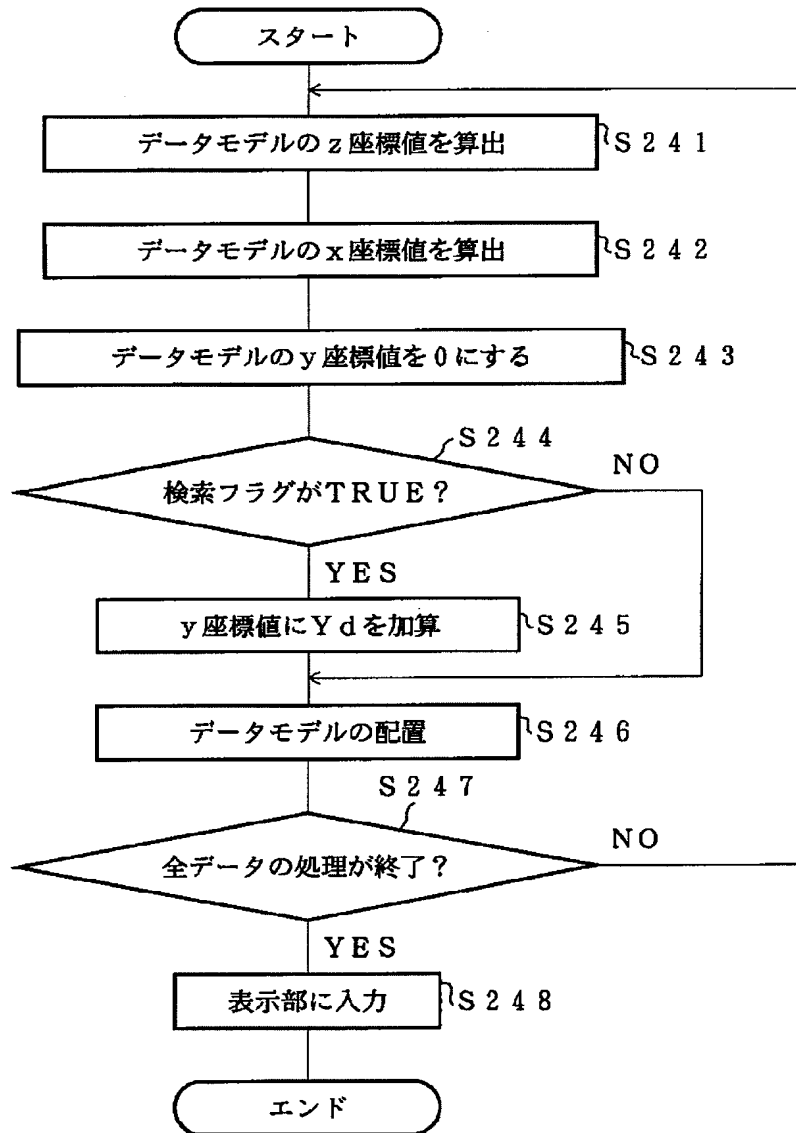 スタート
データモデルのz座標値を算出
S241
データモデルのx座標値を算出
S242
データモデルのy座標値を0にする
S243
S244
検索フラグがTRUE?
NO
YES
y座標値にYdを加算
S245
データモデルの配置
S246
S247
全データの処理が終了?
NO
YES
表示部に入力
S248
エンド